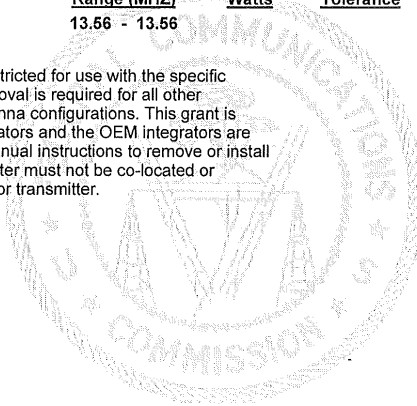 Range (MHZ) Watts Tolerance
13.56 - 13.56
tricted for use with the specific
oval is required for all other
nna configurations. This grant is
ators and the OEM integrators are
nual instructions to remove or install
ter must not be co-located or
or transmitter.
COMMUNICATIONS
COMMISSION
U S